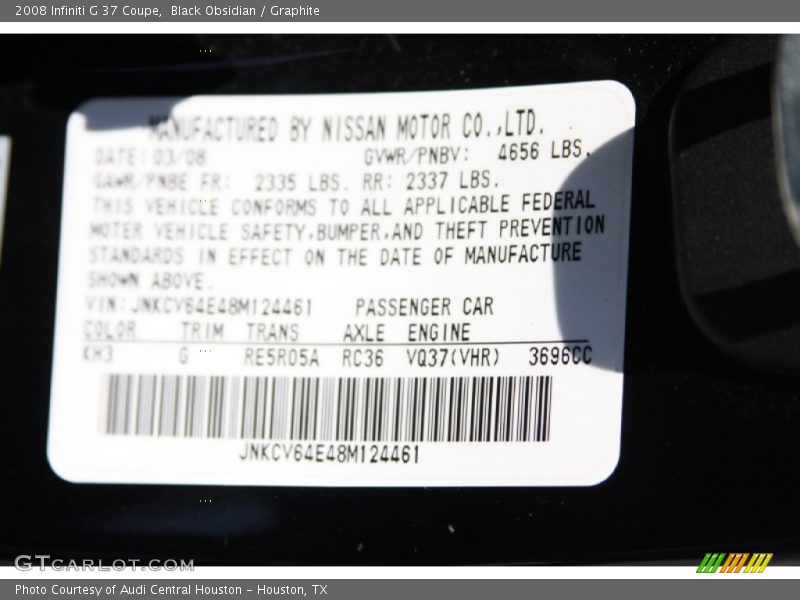 2008 Infiniti G 37 Coupe,  Black Obsidian / Graphite
MANUFACTURED BY NISSAN MOTOR CO.,LTD.
DATE:03/08 GVWR/PNBV: 4656 LBS.
GAWR/PNBE FR: 2335 LBS. RR: 2337 LBS.
THIS VEHICLE CONFORMS TO ALL APPLICABLE FEDERAL
MOTER VEHICLE SAFETY,BUMPER,AND THEFT PREVENTION
STANDARDS IN EFFECT ON THE DATE OF MANUFACTURE
SHOWN ABOVE.
VIN:JNKCV64E48M124461 PASSENGER CAR
COLOR TRIM TRANS AXLE ENGINE
KH3 G RE5R05A RC36 VQ37(VHR) 3696CC
JNKCV64E48M124461
GTCARLOT.COM
Photo Courtesy of Audi Central Houston - Houston, TX